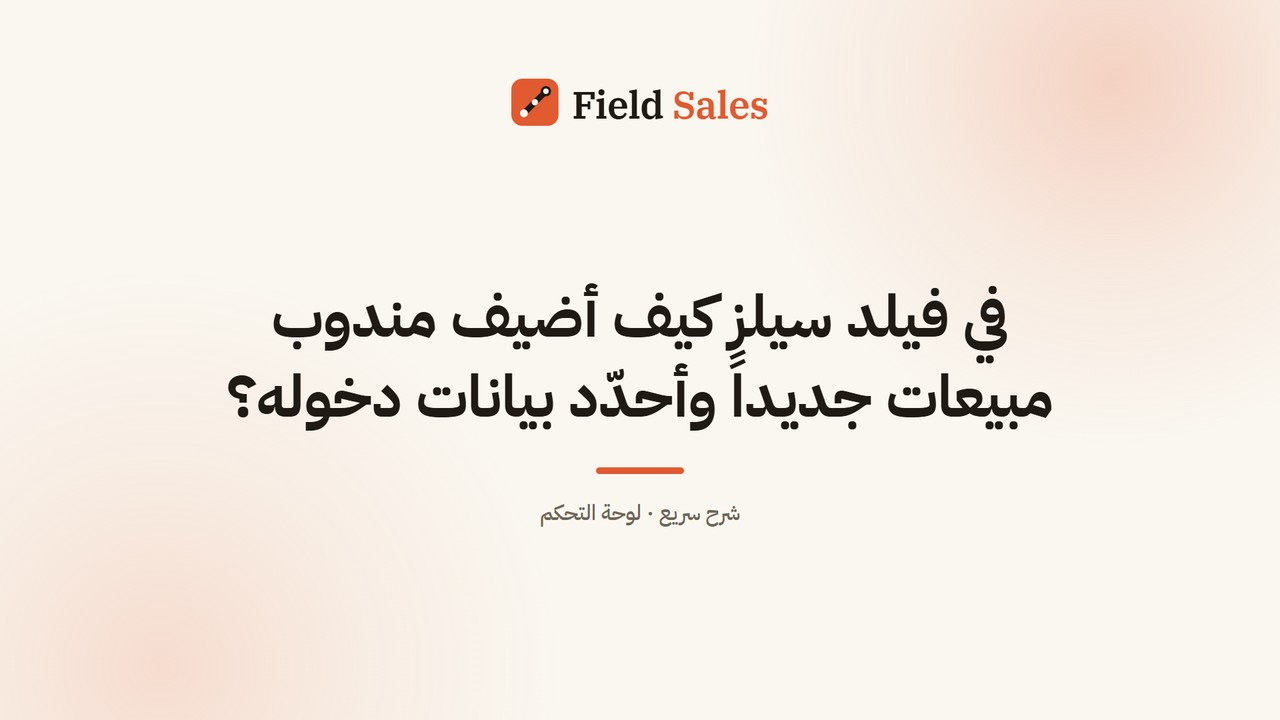 Field Sales
في فيلد سيلز كيف أضيف مندوب
مبيعات جديداً وأحدّد بيانات دخوله؟
شرح سريع · لوحة التحكم